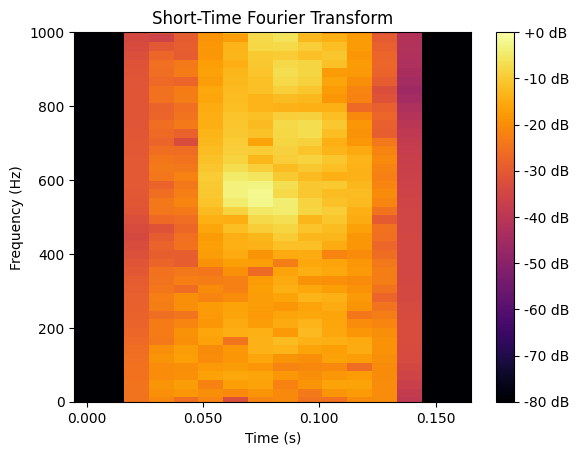 Short-Time Fourier Transform
1000
800
600
400
200
0
Frequency (Hz)
0.000
0.050
0.100
0.150
Time (s)
+0 dB
-10 dB
-20 dB
-30 dB
-40 dB
-50 dB
-60 dB
-70 dB
-80 dB